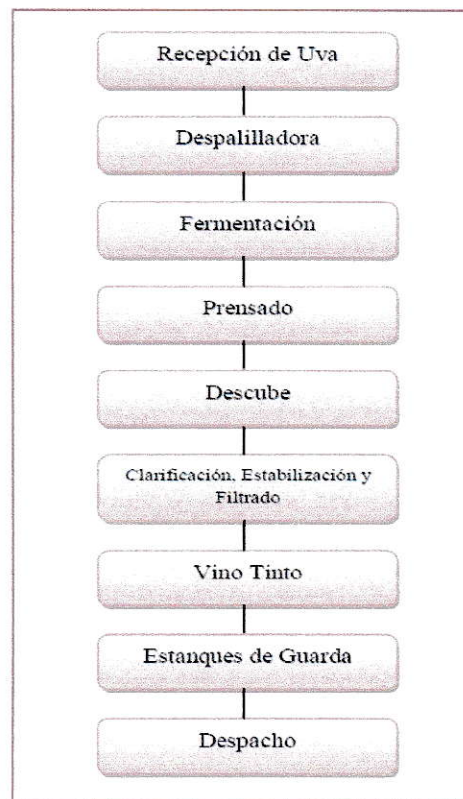 Recepción de Uva
Despalilladora
Fermentación
Prensado
Descube
Clarificación, Estabilización y
Filtrado
Vino Tinto
Estanques de Guarda
Despacho